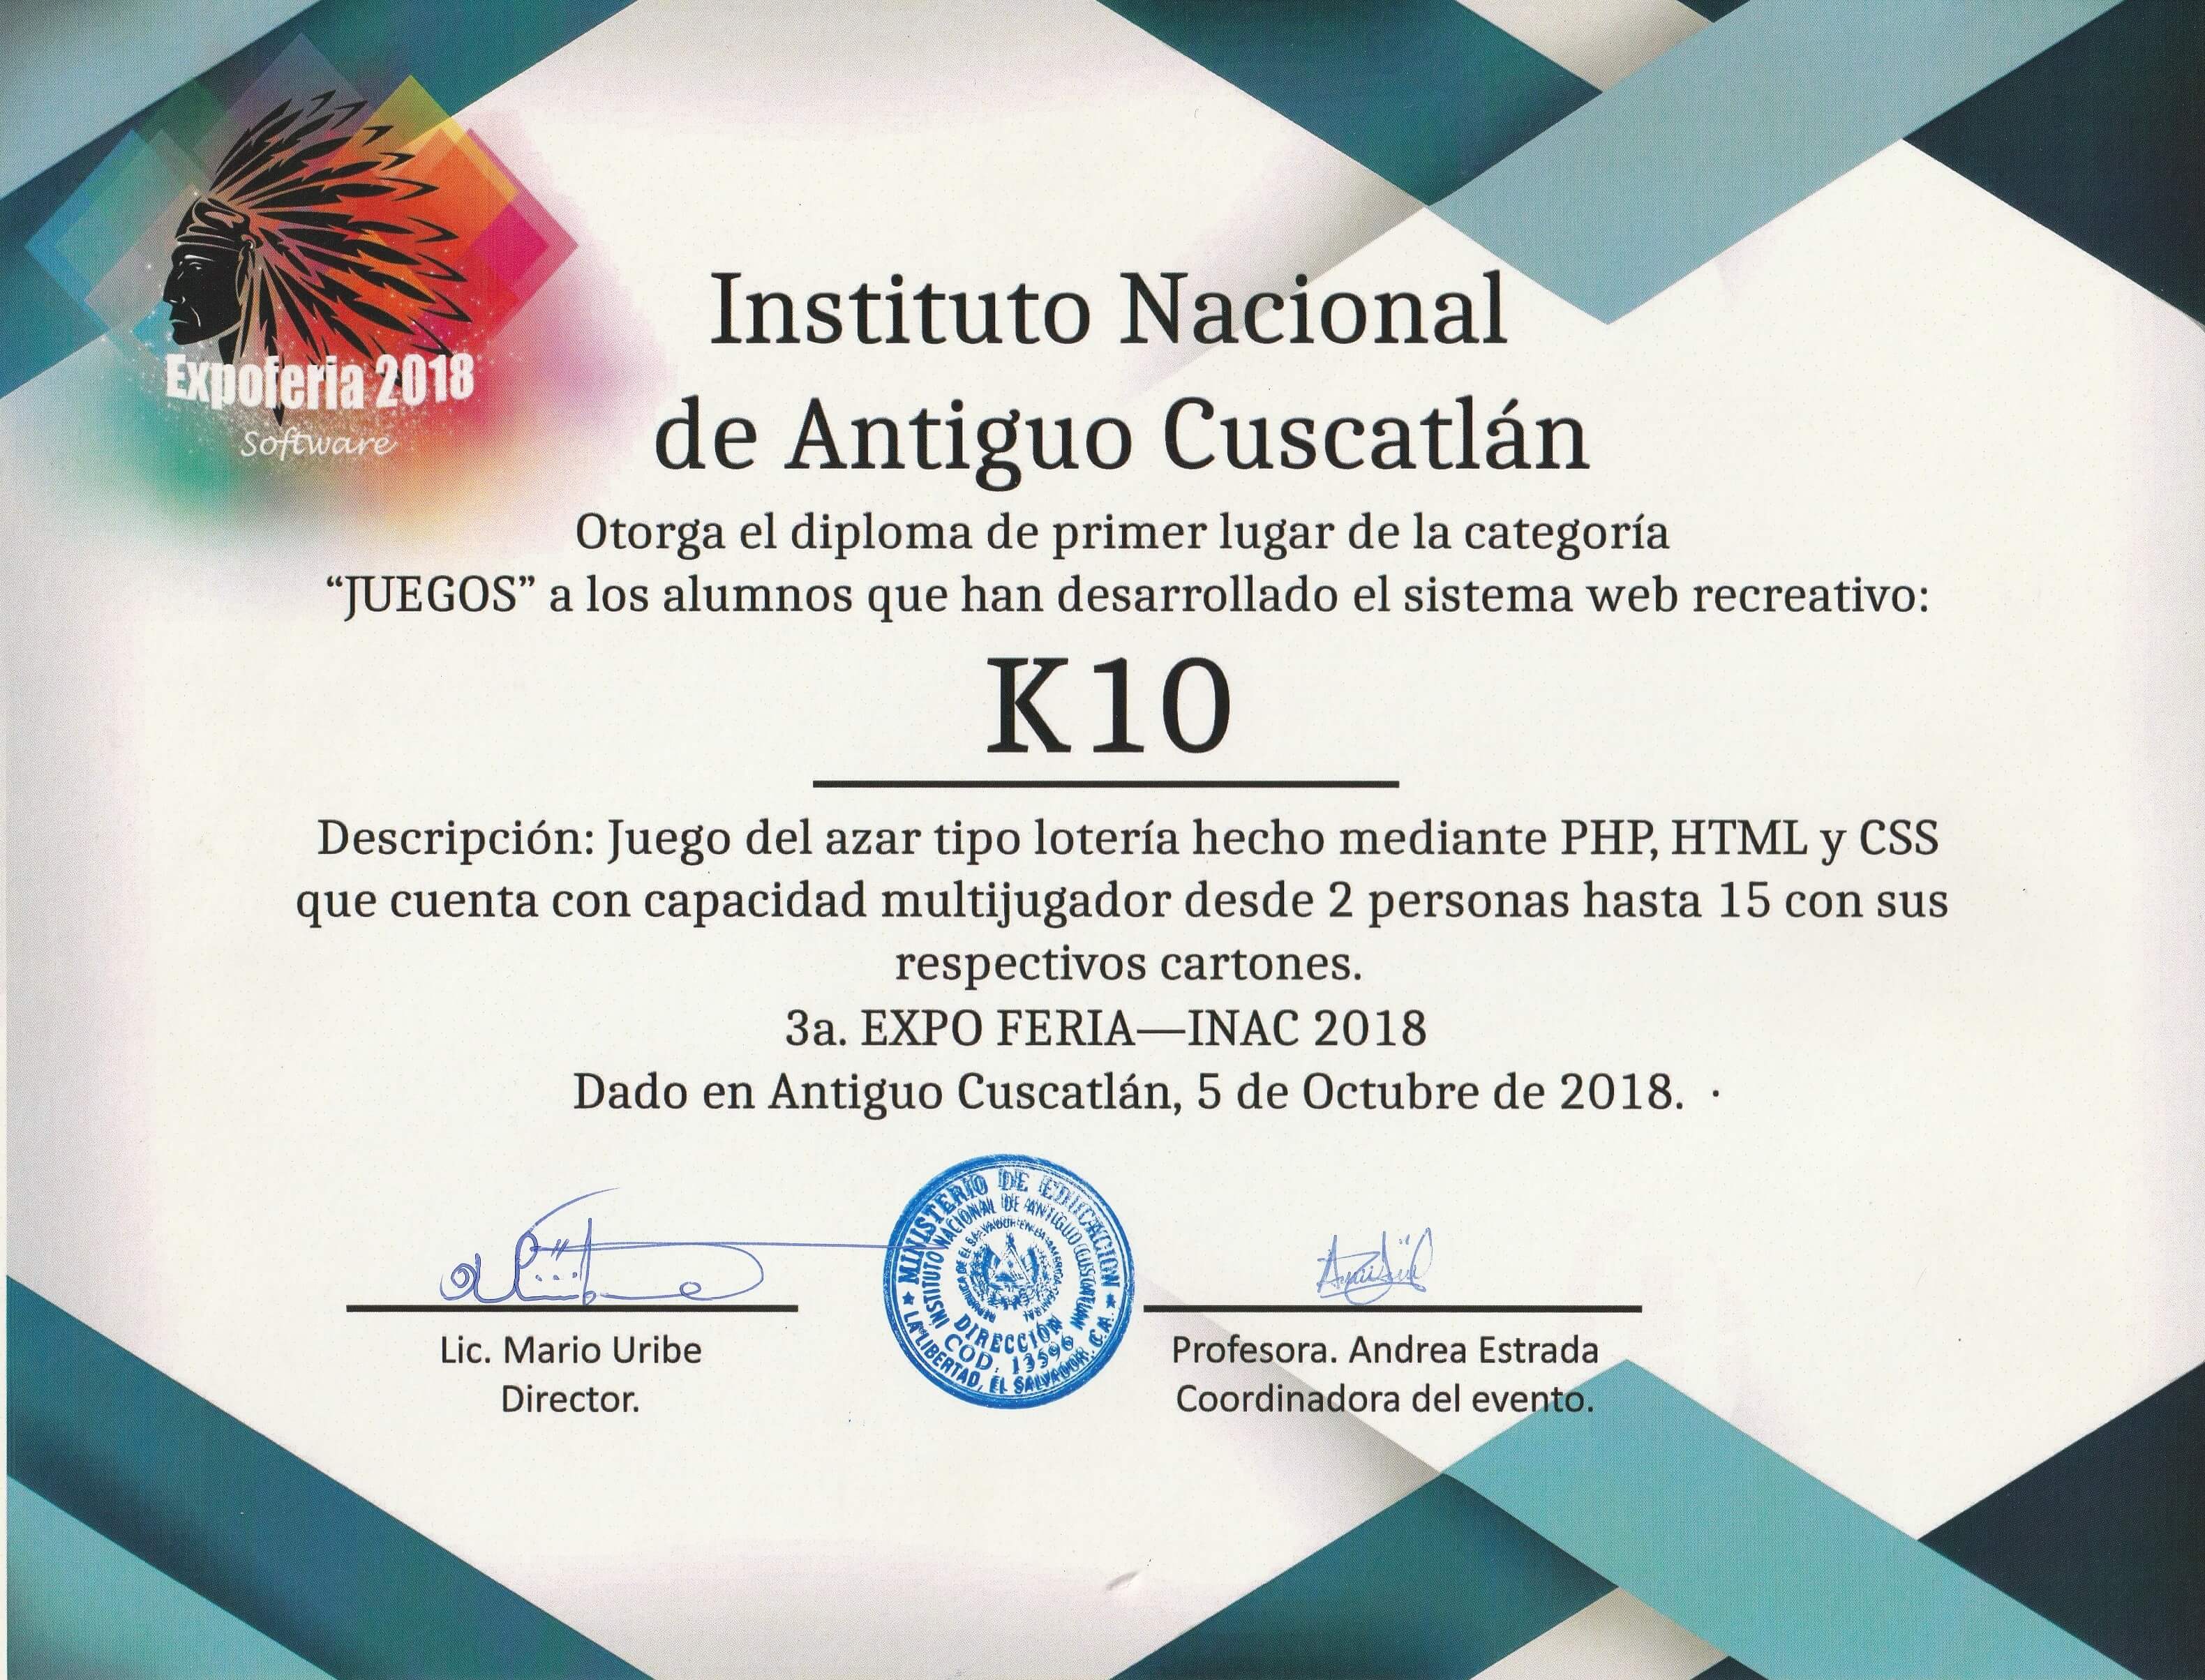 Expoferia 2018
Software
Instituto Nacional
de Antiguo Cuscatlán
Otorga el diploma de primer lugar de la categoría
“JUEGOS” a los alumnos que han desarrollado el sistema web recreativo:
K10
Descripción: Juego del azar tipo lotería hecho mediante PHP, HTML y CSS
que cuenta con capacidad multijugador desde 2 personas hasta 15 con sus
respectivos cartones.
3a. EXPO FERIA—INAC 2018
Dado en Antiguo Cuscatlán, 5 de Octubre de 2018.
MINISTERIO DE EDUCACION
INSTITUTO NACIONAL DE ANTIGUO CUSCATLAN
DIRECCIÓN
COD. 13596
LA LIBERTAD, EL SALVADOR, C.A.
Lic. Mario Uribe
Director.
Profesora. Andrea Estrada
Coordinadora del evento.